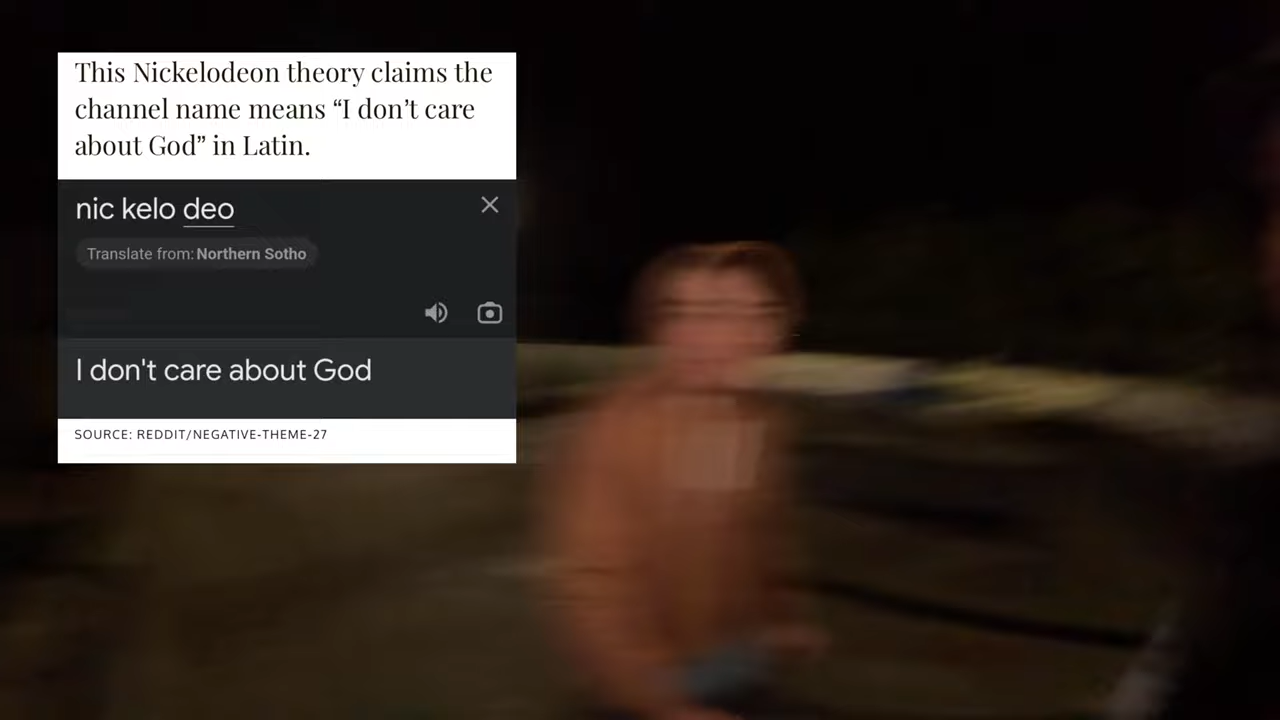 This Nickelodeon theory claims the
channel name means “I don’t care
about God” in Latin.
nic kelo deo
Translate from: Northern Sotho
I don't care about God
SOURCE: REDDIT/NEGATIVE-THEME-27